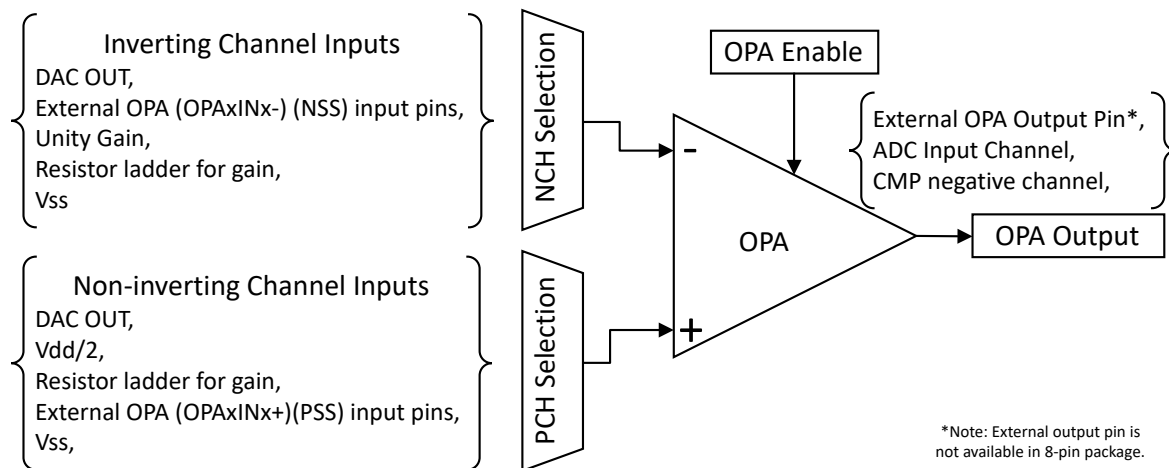 Inverting Channel Inputs
DAC OUT,
External OPA (OPAxINx-) (NSS) input pins,
Unity Gain,
Resistor ladder for gain,
Vss
NCH Selection
OPA Enable
External OPA Output Pin*,
ADC Input Channel,
CMP negative channel,
-
OPA
+
OPA Output
Non-inverting Channel Inputs
DAC OUT,
Vdd/2,
Resistor ladder for gain,
External OPA (OPAxINx+)(PSS) input pins,
Vss,
PCH Selection
*Note: External output pin is
not available in 8-pin package.